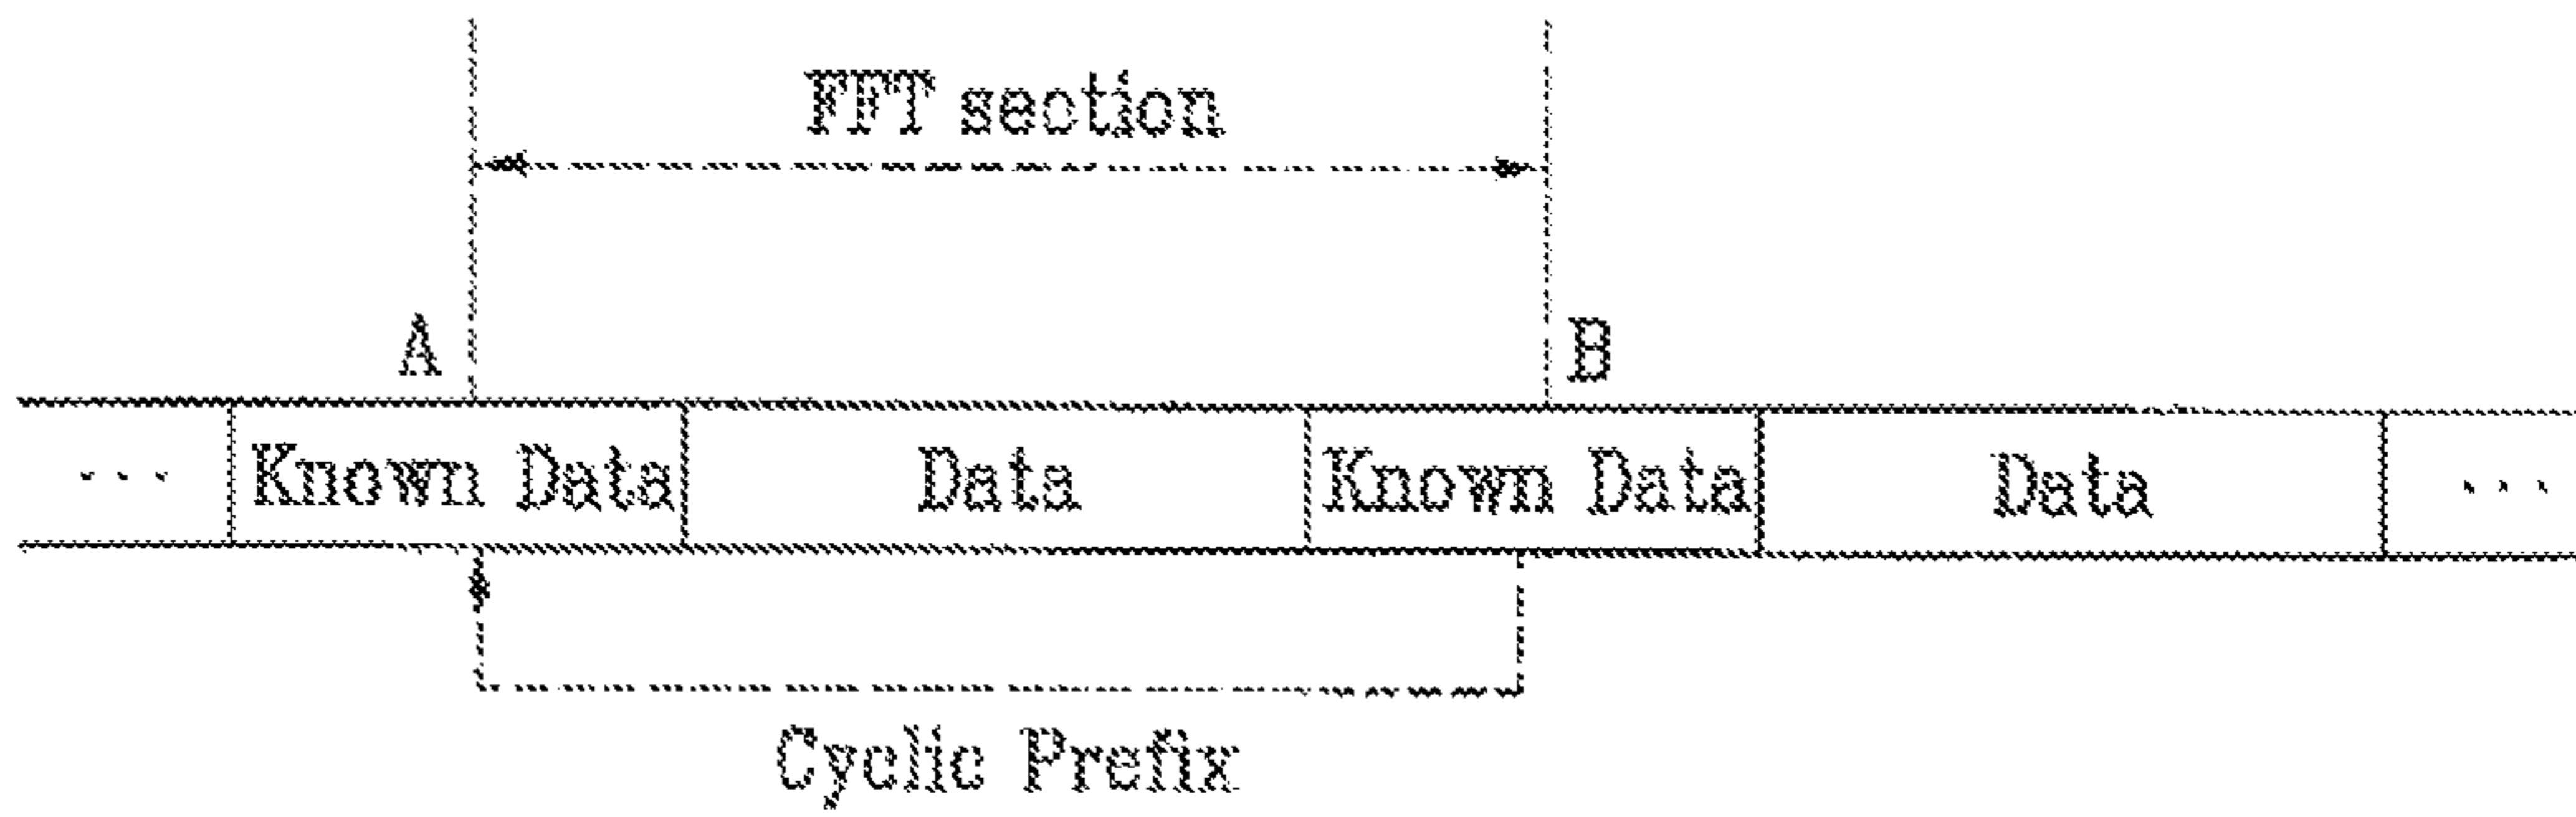 FFT section
A
B
... Known Data Data Known Data Data ...
Cyclic Prefix